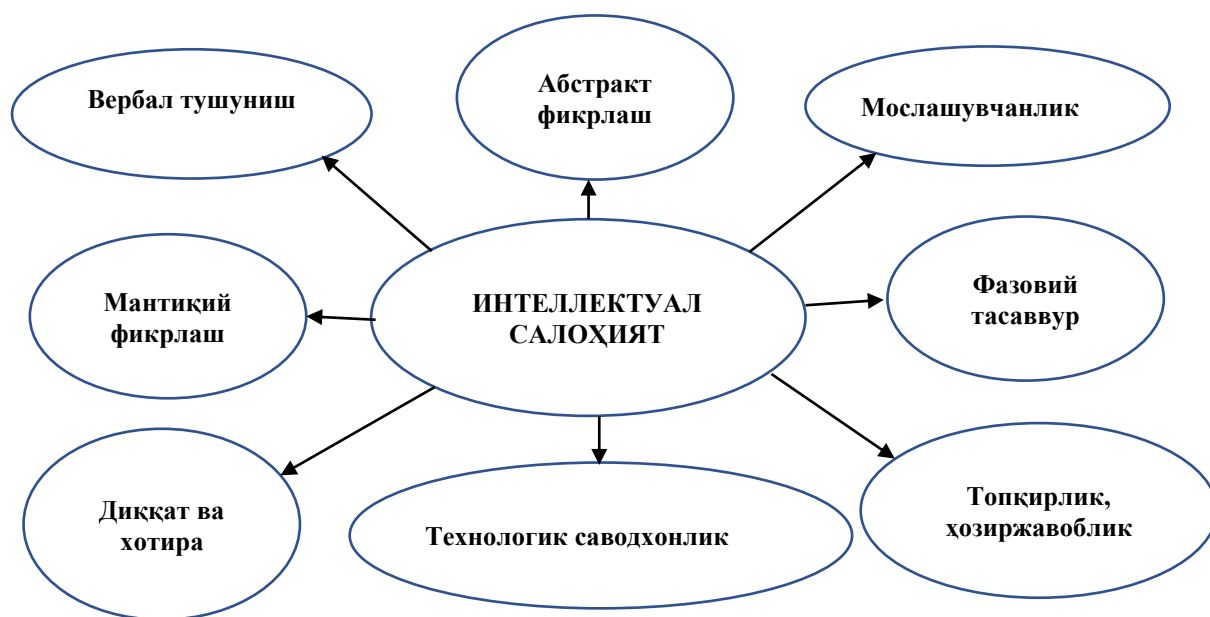 Вербал тушуниш
Абстракт
фикрлаш
Мослашувчанлик
Мантиқий
фикрлаш
ИНТЕЛЛЕКТУАЛ
САЛОҲИЯТ
Фазовий
тасаввур
Диққат ва
хотира
Технологик саводхонлик
Топқирлик,
ҳозиржавоблик